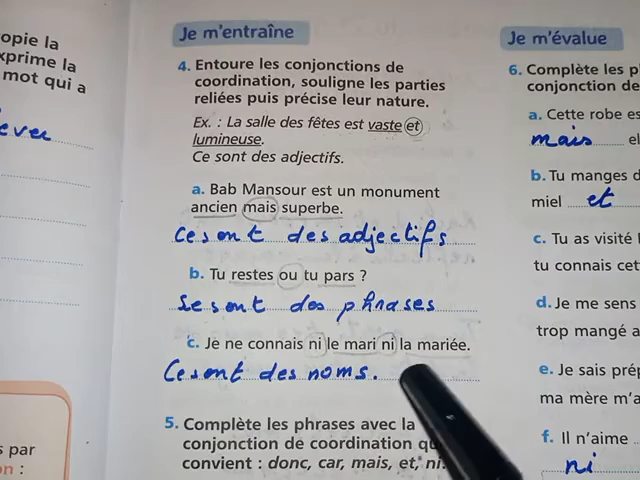 opie la
xprime la
mot qui a
ever
s par
on :
Je m'entraîne
4. Entoure les conjonctions de
coordination, souligne les parties
reliées puis précise leur nature.
Ex. : La salle des fêtes est vaste et
lumineuse.
Ce sont des adjectifs.
a. Bab Mansour est un monument
ancien mais superbe.
Ce sont des adjectifs
b. Tu restes ou tu pars ?
Se sont des phrases
c. Je ne connais ni le mari ni la mariée.
Ce sont des noms.
5. Complète les phrases avec la
conjonction de coordination qu
convient : donc, car, mais, et, ni.
Je m'évalue
6. Complète les p
conjonction de
a. Cette robe es
mais el
b. Tu manges d
miel et
c. Tu as visité l
tu connais cet
d. Je me sens
trop mangé a
e. Je sais prép
ma mère m'a
f. Il n'aime
ni